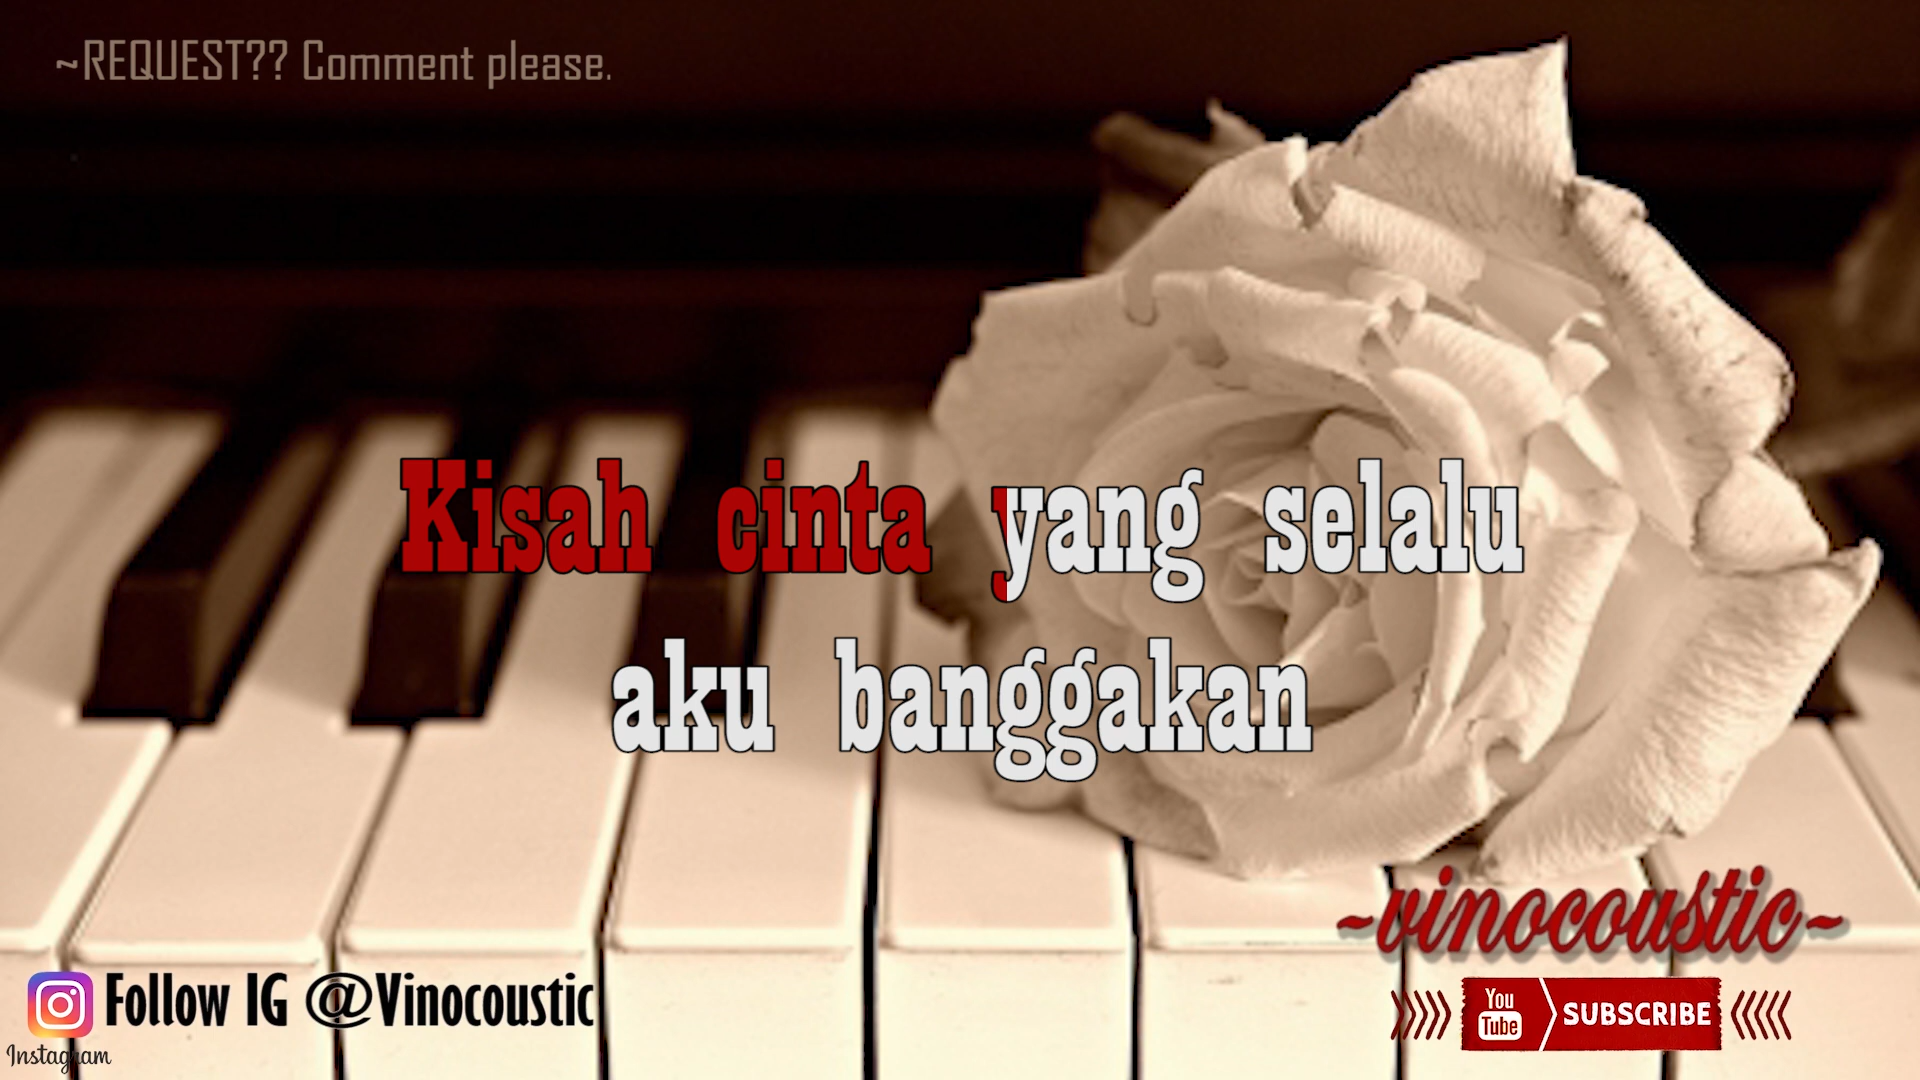 ~REQUEST?? Comment please.
Kisah cinta yang selalu
aku banggakan
~vinocoustic~
You Tube SUBSCRIBE
Follow IG @Vinocoustic
Instagram